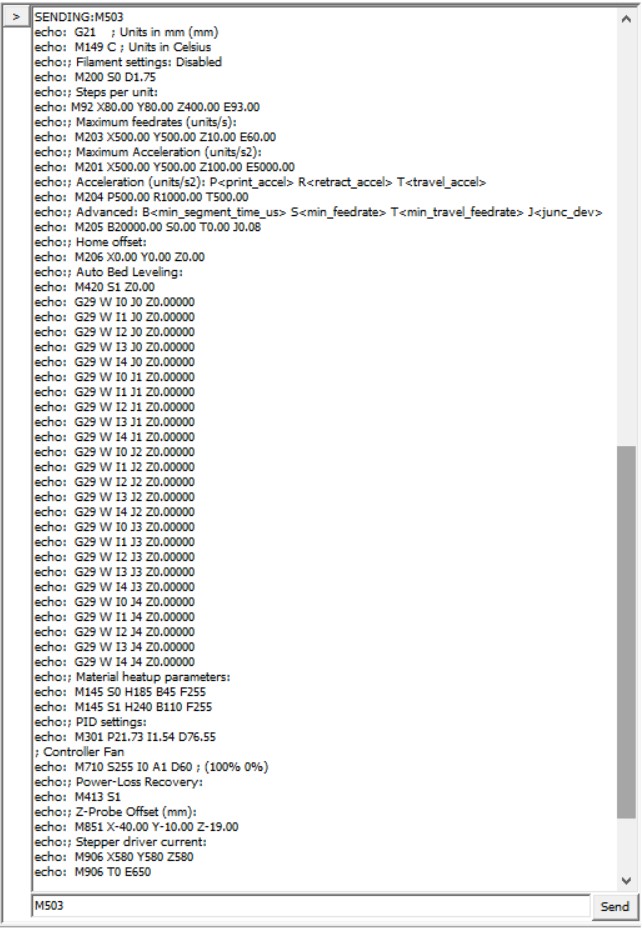 >
SENDING:M503
echo:  G21   ; Units in mm (mm)
echo:  M149 C ; Units in Celsius
echo:; Filament settings: Disabled
echo:  M200 S0 D1.75
echo:; Steps per unit:
echo: M92 X80.00 Y80.00 Z400.00 E93.00
echo:; Maximum feedrates (units/s):
echo:  M203 X500.00 Y500.00 Z10.00 E60.00
echo:; Maximum Acceleration (units/s2):
echo:  M201 X500.00 Y500.00 Z100.00 E5000.00
echo:; Acceleration (units/s2): P<print_accel> R<retract_accel> T<travel_accel>
echo:  M204 P500.00 R1000.00 T500.00
echo:; Advanced: B<min_segment_time_us> S<min_feedrate> T<min_travel_feedrate> J<junc_dev>
echo:  M205 B20000.00 S0.00 T0.00 J0.08
echo:; Home offset:
echo:  M206 X0.00 Y0.00 Z0.00
echo:; Auto Bed Leveling:
echo:  M420 S1 Z0.00
echo:  G29 W I0 J0 Z0.00000
echo:  G29 W I1 J0 Z0.00000
echo:  G29 W I2 J0 Z0.00000
echo:  G29 W I3 J0 Z0.00000
echo:  G29 W I4 J0 Z0.00000
echo:  G29 W I0 J1 Z0.00000
echo:  G29 W I1 J1 Z0.00000
echo:  G29 W I2 J1 Z0.00000
echo:  G29 W I3 J1 Z0.00000
echo:  G29 W I4 J1 Z0.00000
echo:  G29 W I0 J2 Z0.00000
echo:  G29 W I1 J2 Z0.00000
echo:  G29 W I2 J2 Z0.00000
echo:  G29 W I3 J2 Z0.00000
echo:  G29 W I4 J2 Z0.00000
echo:  G29 W I0 J3 Z0.00000
echo:  G29 W I1 J3 Z0.00000
echo:  G29 W I2 J3 Z0.00000
echo:  G29 W I3 J3 Z0.00000
echo:  G29 W I4 J3 Z0.00000
echo:  G29 W I0 J4 Z0.00000
echo:  G29 W I1 J4 Z0.00000
echo:  G29 W I2 J4 Z0.00000
echo:  G29 W I3 J4 Z0.00000
echo:  G29 W I4 J4 Z0.00000
echo:; Material heatup parameters:
echo:  M145 S0 H185 B45 F255
echo:  M145 S1 H240 B110 F255
echo:; PID settings:
echo:  M301 P21.73 I1.54 D76.55
; Controller Fan
echo:  M710 S255 I0 A1 D60 ; (100% 0%)
echo:; Power-Loss Recovery:
echo:  M413 S1
echo:; Z-Probe Offset (mm):
echo:  M851 X-40.00 Y-10.00 Z-19.00
echo:; Stepper driver current:
echo:  M906 X580 Y580 Z580
echo:  M906 T0 E650
M503
Send